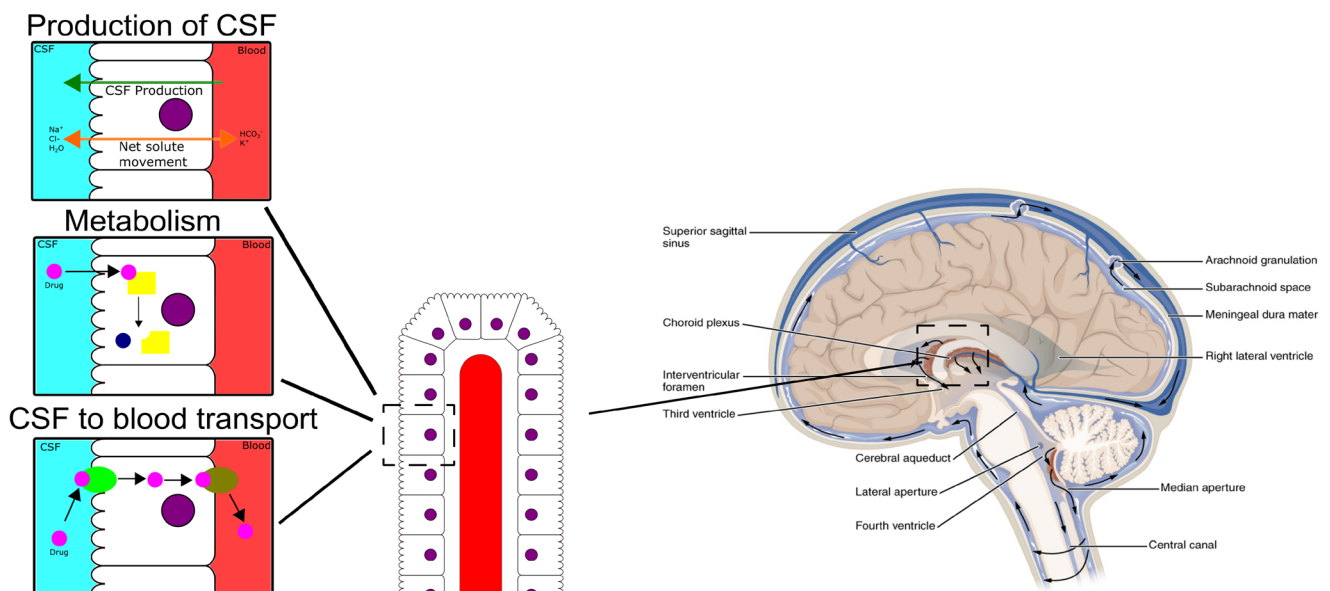 Production of CSF
CSF
Blood
CSF Production
Na⁺
Cl-
H₂O
HCO₃⁻
K⁺
Net solute
movement
Metabolism
CSF
Blood
Drug
CSF to blood transport
CSF
Blood
Drug
Superior sagittal
sinus
Choroid plexus
Interventricular
foramen
Third ventricle
Cerebral aqueduct
Lateral aperture
Fourth ventricle
Arachnoid granulation
Subarachnoid space
Meningeal dura mater
Right lateral ventricle
Median aperture
Central canal